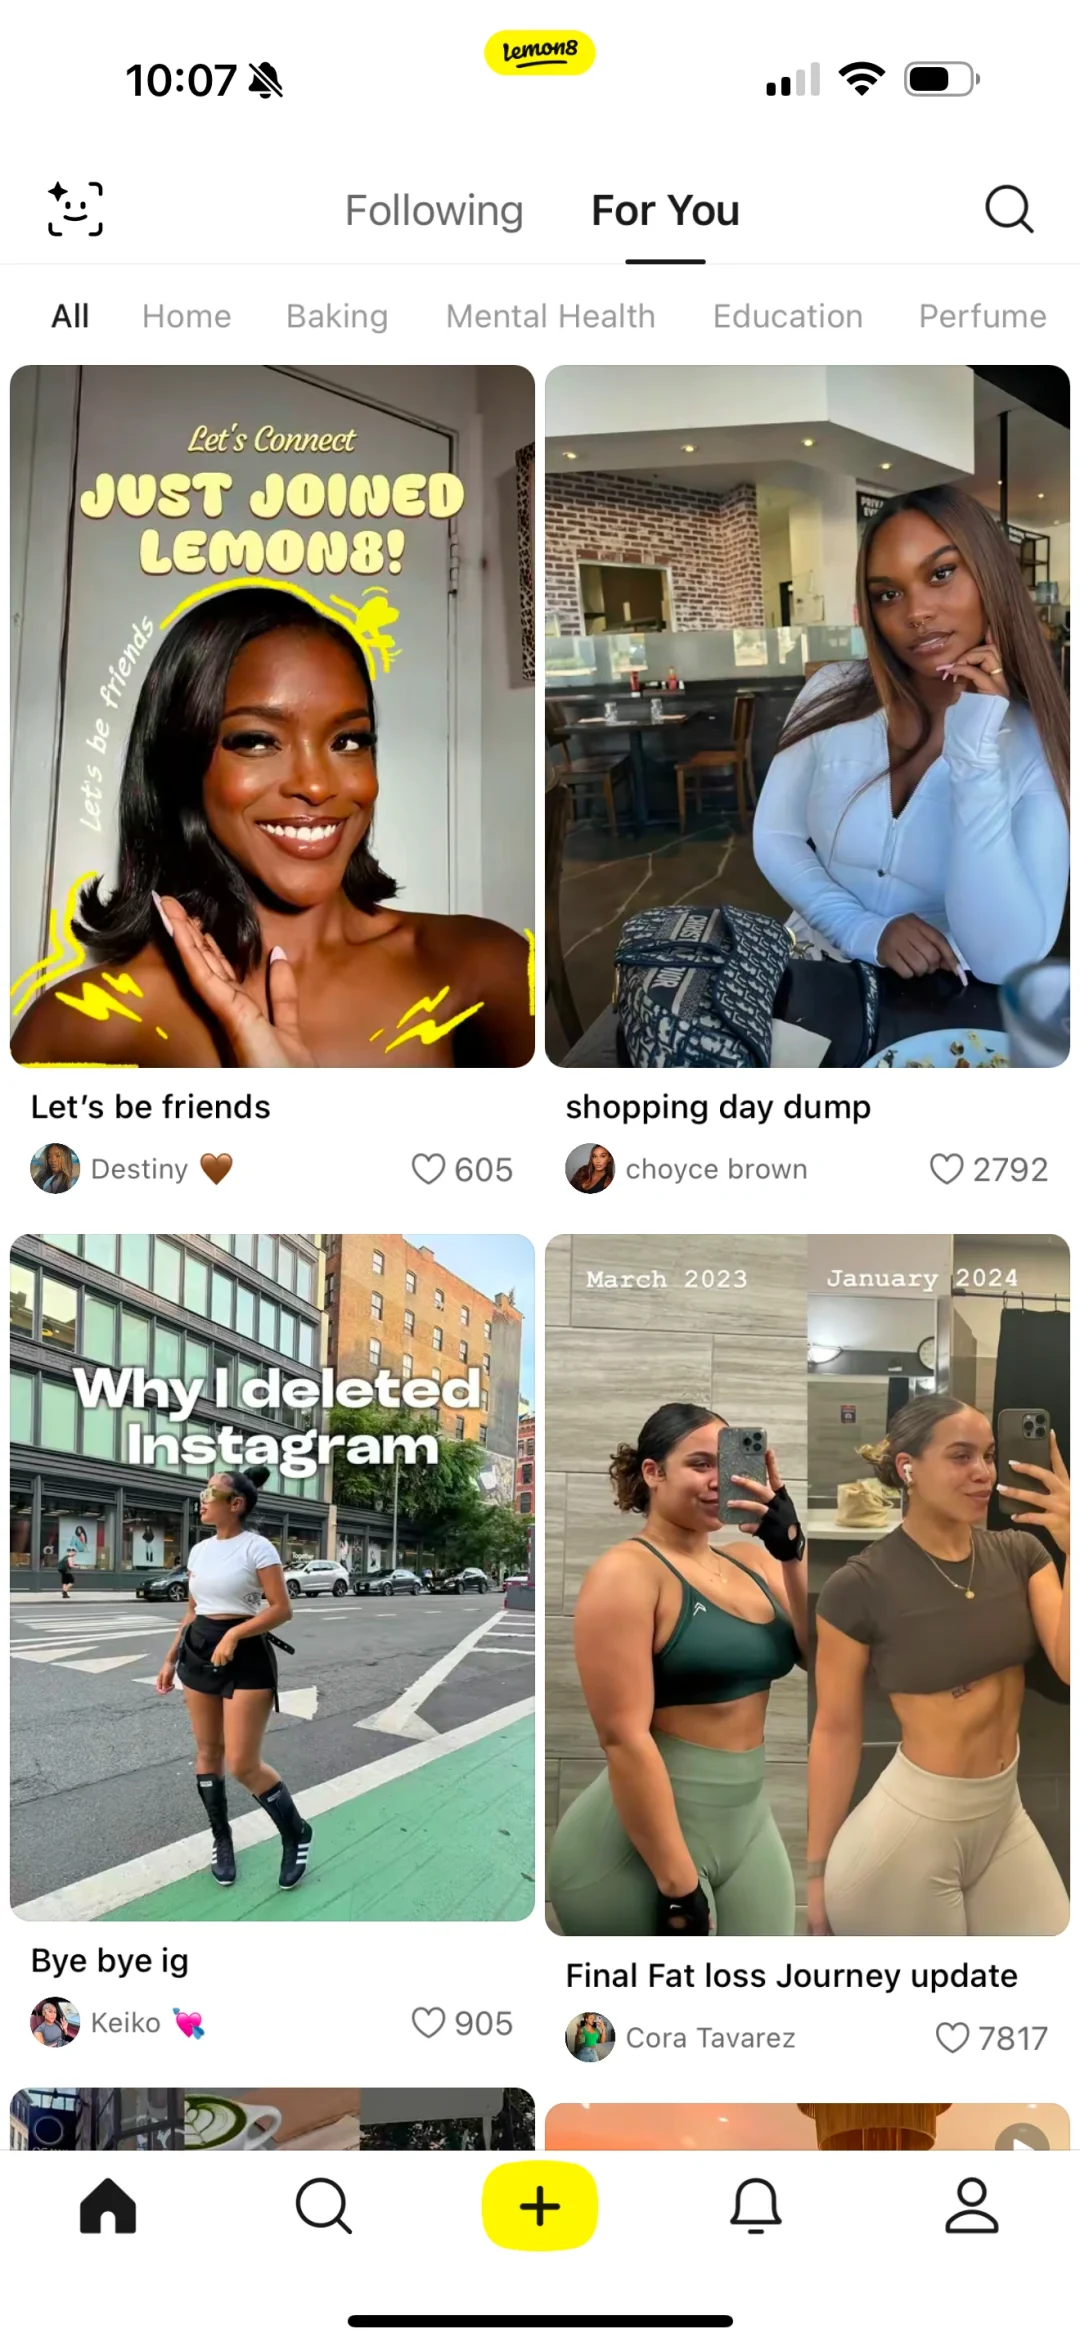 lemon8
10:07
Following
For You
All
Home
Baking
Mental Health
Education
Perfume
Let's Connect
JUST JOINED
LEMON8!
Let's be friends
CHRIST
Let's be friends
Destiny 🤎
605
shopping day dump
choyce brown
2792
Why I deleted
Instagram
March 2023
January 2024
Bye bye ig
Keiko 💘
905
Final Fat loss Journey update
Cora Tavarez
7817